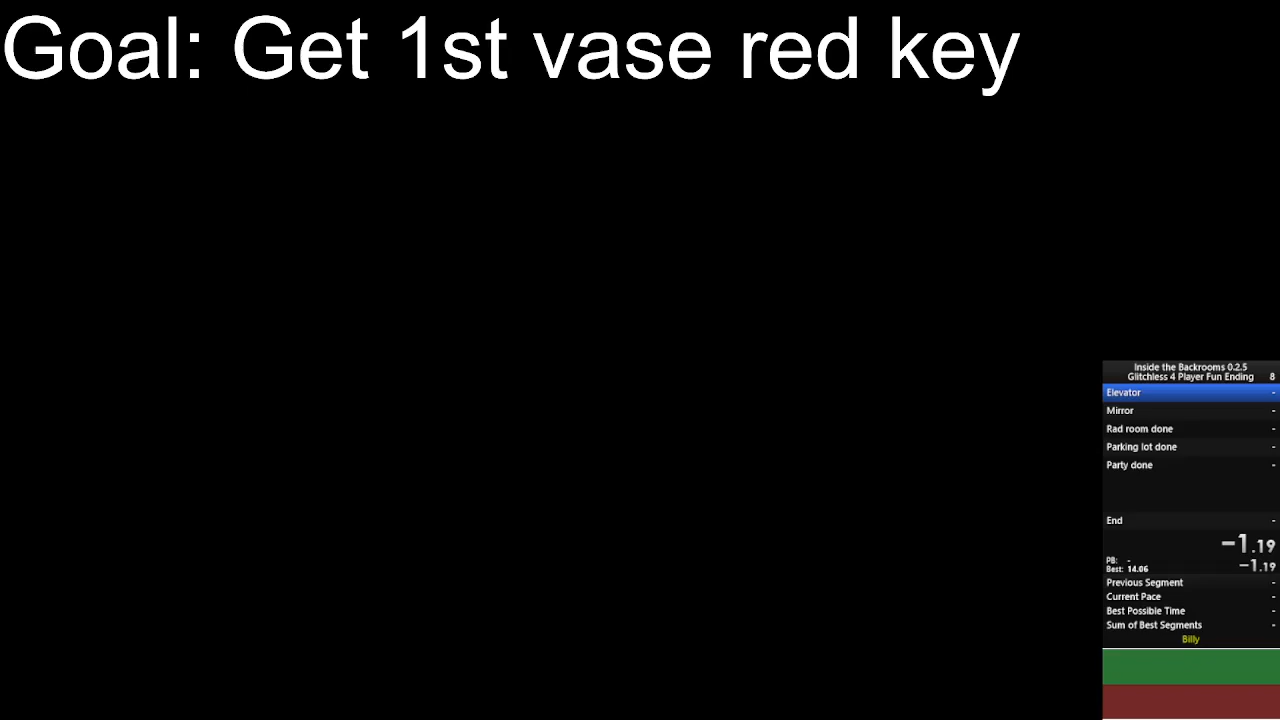 Goal: Get 1st vase red key
Inside the Backrooms 0.2.5
Glitchless 4 Player Fun Ending 8
Elevator -
Mirror -
Rad room done -
Parking lot done -
Party done -
End -
-1.19
PB: -
Best: 14.06 -1.19
Previous Segment -
Current Pace -
Best Possible Time -
Sum of Best Segments -
Billy